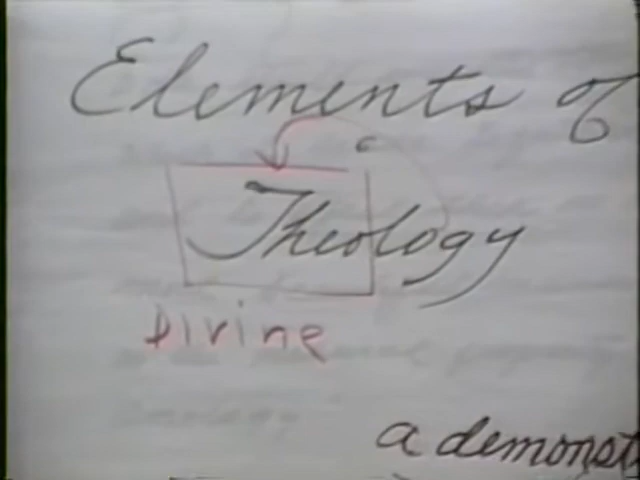 Elements of
Theology
Divine
a demonst